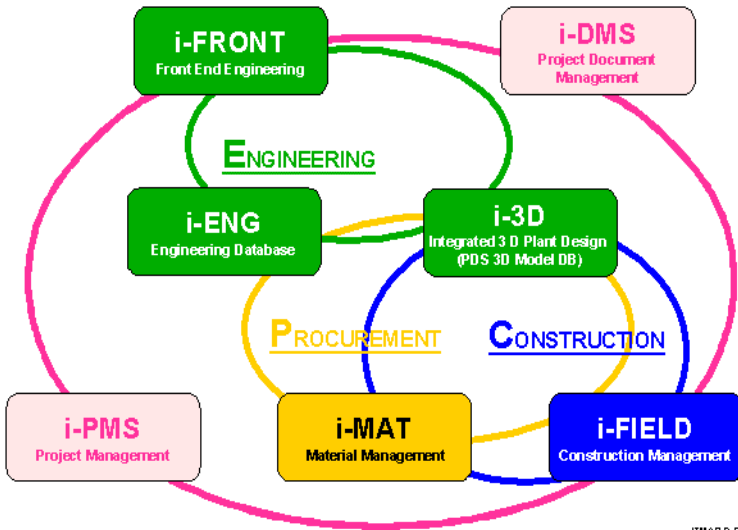 i-FRONT
Front End Engineering
i-DMS
Project Document
Management
ENGINEERING
i-ENG
Engineering Database
i-3D
Integrated 3 D Plant Design
(PDS 3D Model DB)
PROCUREMENT
CONSTRUCTION
i-PMS
Project Management
i-MAT
Material Management
i-FIELD
Construction Management